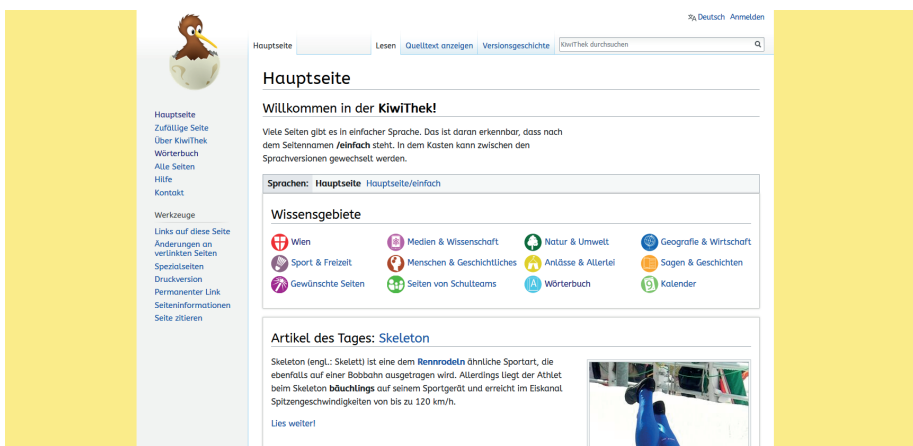 Deutsch Anmelden
Hauptseite Lesen Quelltext anzeigen Versionsgeschichte KiwiThek durchsuchen
Hauptseite
Willkommen in der KiwiThek!
Viele Seiten gibt es in einfacher Sprache. Das ist daran erkennbar, dass nach
dem Seitennamen /einfach steht. In dem Kasten kann zwischen den
Sprachversionen gewechselt werden.
Sprachen: Hauptseite Hauptseite/einfach
Wissensgebiete
Wien Medien & Wissenschaft Natur & Umwelt Geografie & Wirtschaft
Sport & Freizeit Menschen & Geschichtliches Anlässe & Allerlei Sagen & Geschichten
Gewünschte Seiten Seiten von Schulteams Wörterbuch Kalender
Artikel des Tages: Skeleton
Skeleton (engl.: Skelett) ist eine dem Rennrodeln ähnliche Sportart, die
ebenfalls auf einer Bobbahn ausgetragen wird. Allerdings liegt der Athlet
beim Skeleton bäuchlings auf seinem Sportgerät und erreicht im Eiskanal
Spitzengeschwindigkeiten von bis zu 120 km/h.
Lies weiter!
Hauptseite
Zufällige Seite
Über KiwiThek
Wörterbuch
Alle Seiten
Hilfe
Kontakt
Werkzeuge
Links auf diese Seite
Änderungen an
verlinkten Seiten
Spezialseiten
Druckversion
Permanenter Link
Seiteninformationen
Seite zitieren